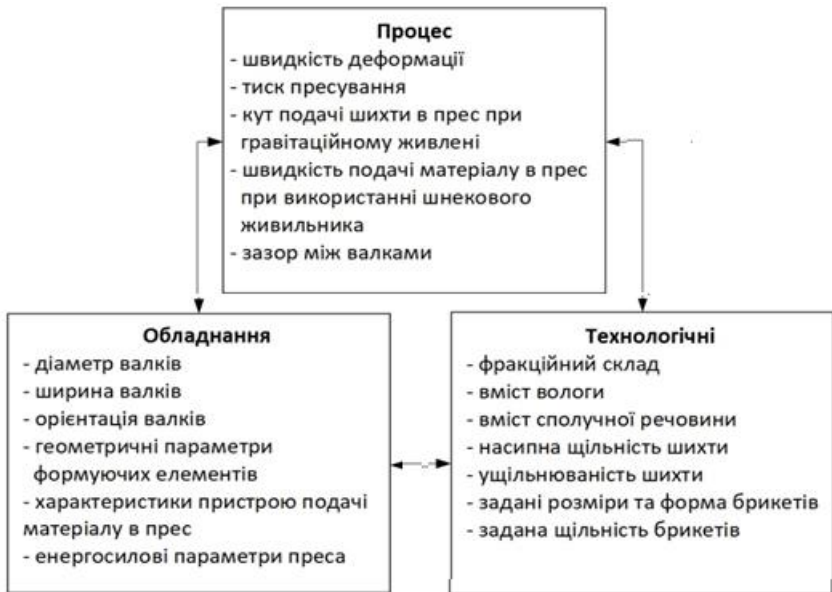 Процес
- швидкість деформації
- тиск пресування
- кут подачі шихти в прес при
гравітаційному живлені
- швидкість подачі матеріалу в прес
при використанні шнекового
живильника
- зазор між валками
Обладнання
- діаметр валків
- ширина валків
- орієнтація валків
- геометричні параметри
формуючих елементів
- характеристики пристрою подачі
матеріалу в прес
- енергосилові параметри преса
Технологічні
- фракційний склад
- вміст вологи
- вміст сполучної речовини
- насипна щільність шихти
- ущільнюваність шихти
- задані розміри та форма брикетів
- задана щільність брикетів